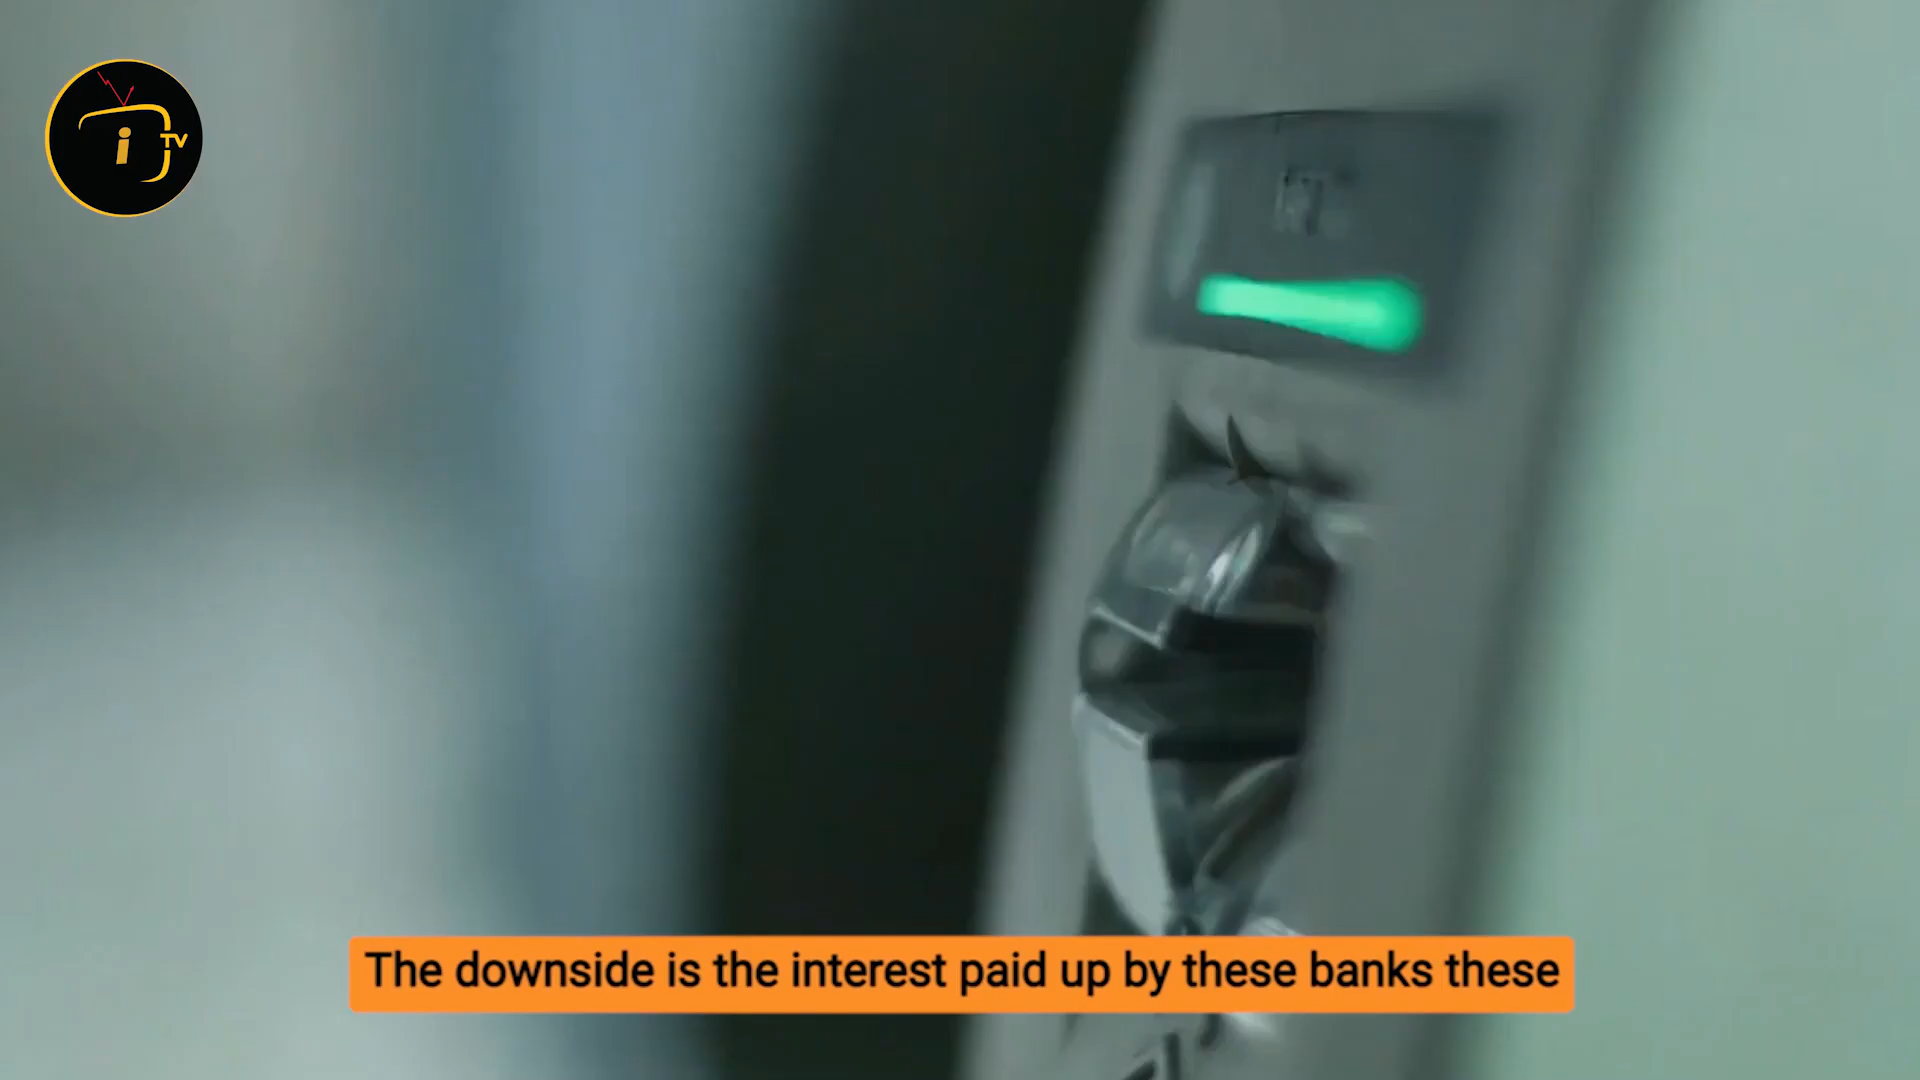 i
TV
The downside is the interest paid up by these banks these